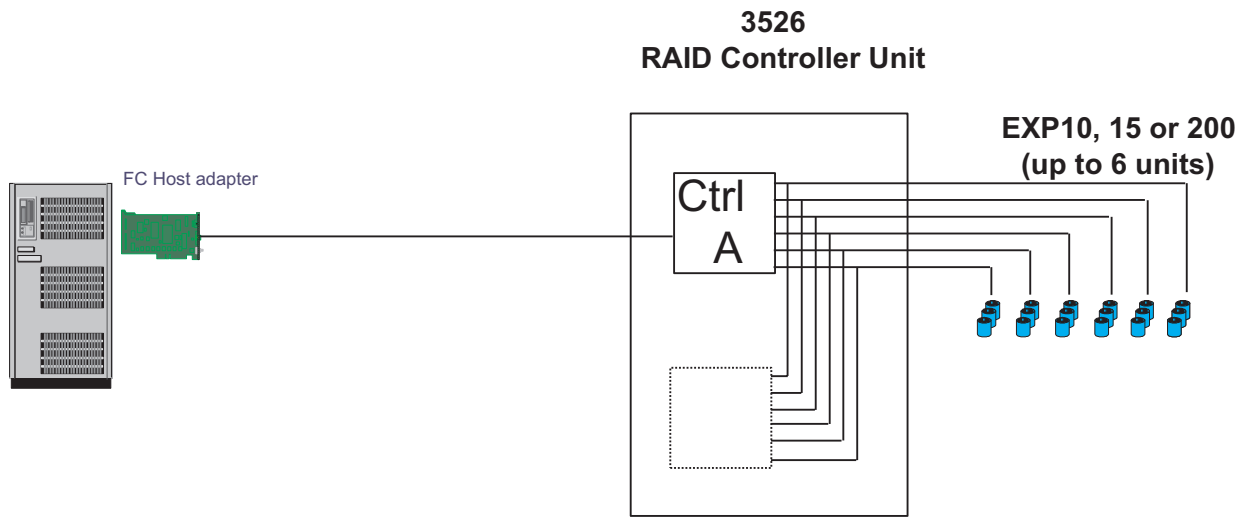 3526
RAID Controller Unit
EXP10, 15 or 200
(up to 6 units)
FC Host adapter
Ctrl
A